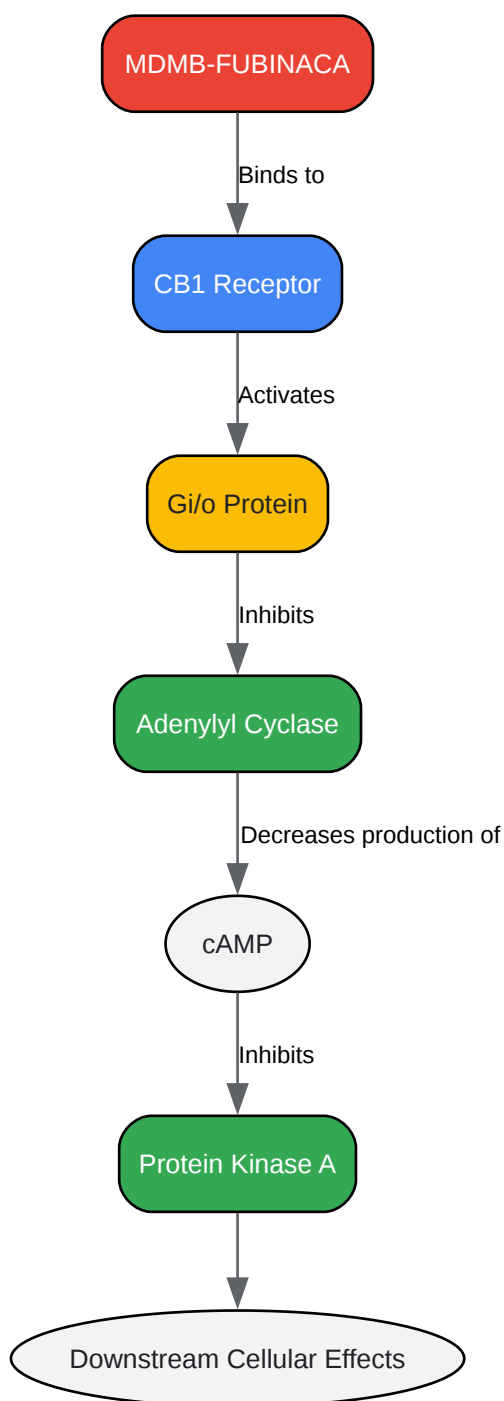 MDMB-FUBINACA
Binds to
CB1 Receptor
Activates
Gi/o Protein
Inhibits
Adenylyl Cyclase
Decreases production of
cAMP
Inhibits
Protein Kinase A
Downstream Cellular Effects